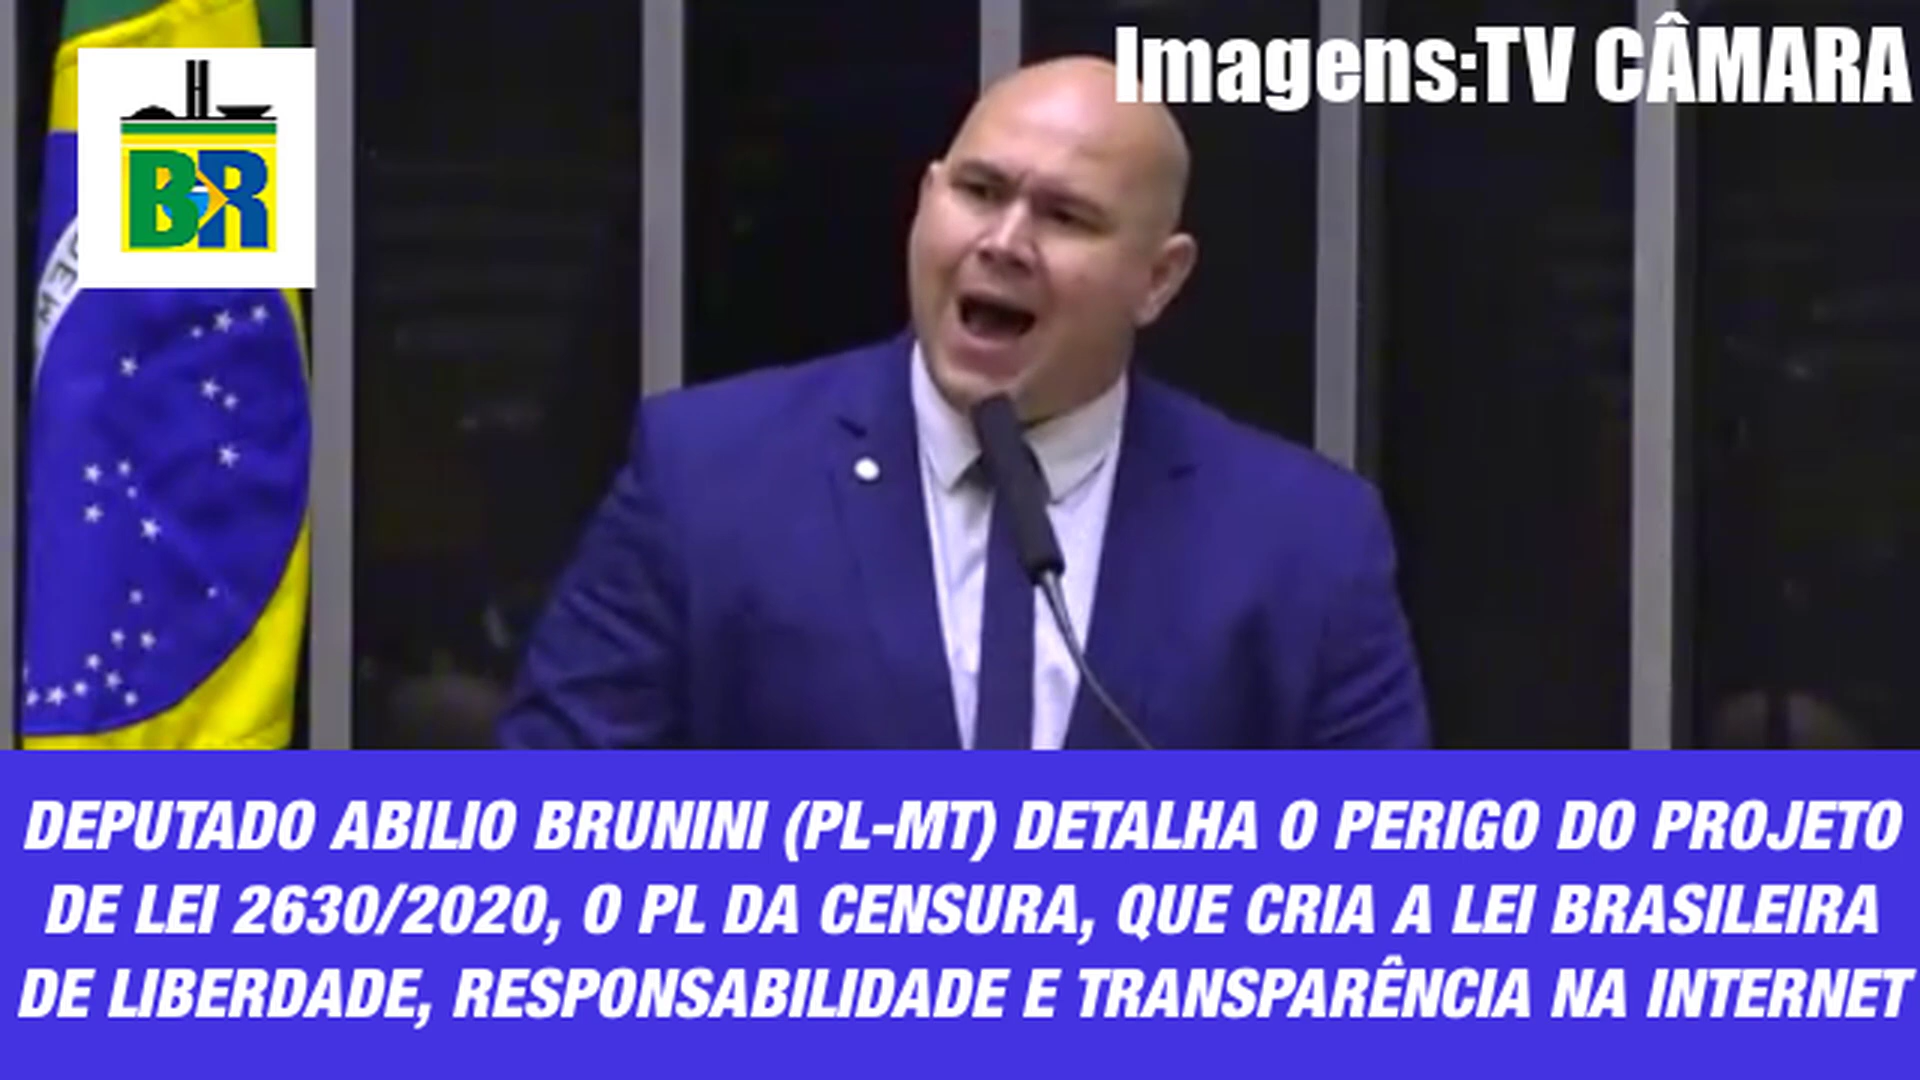 Imagens:TV CÂMARA
BR
DEPUTADO ABILIO BRUNINI (PL-MT) DETALHA O PERIGO DO PROJETO
DE LEI 2630/2020, O PL DA CENSURA, QUE CRIA A LEI BRASILEIRA
DE LIBERDADE, RESPONSABILIDADE E TRANSPARÊNCIA NA INTERNET